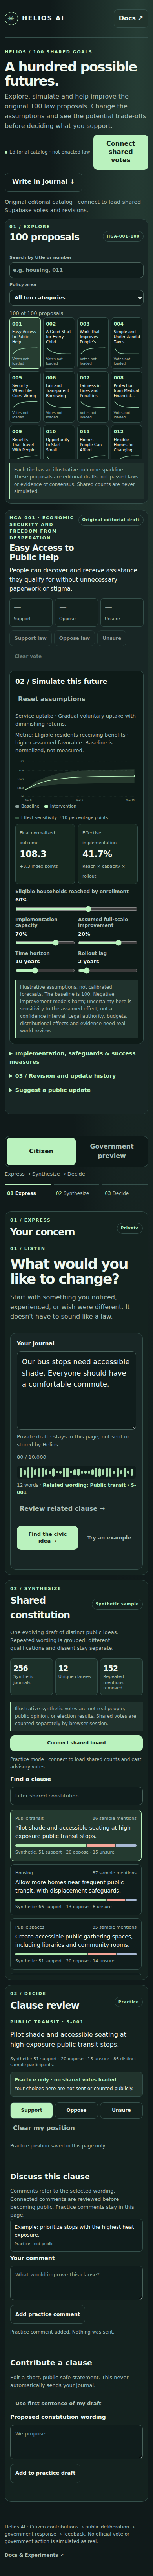 HELIOS AI
Docs ↗
HELIOS / 100 SHARED GOALS
A hundred possible
futures.
Explore, simulate and help improve the
original 100 law proposals. Change the
assumptions and see the potential trade-offs
before deciding what you support.
Editorial catalog · not enacted law
Connect
shared
votes
Write in journal ↓
Original editorial catalog · connect to load shared
Supabase votes and revisions.
01 / EXPLORE
100 proposals
HGA-001-100
Search by title or number
e.g. housing, 011
Policy area
All ten categories
100 of 100 proposals
001
Easy Access
to Public
Help
Votes not
loaded
002
A Good Start
for Every
Child
Votes not
loaded
003
Work That
Improves
People's...
Votes not
loaded
004
Simple and
Understandable
Taxes
Votes not
loaded
005
Security
When Life
Goes Wrong
Votes not
loaded
006
Fair and
Transparent
Borrowing
Votes not
loaded
007
Fairness in
Fines and
Penalties
Votes not
loaded
008
Protection
from Medical
Financial...
Votes not
loaded
009
Benefits
That Travel
With People
010
Opportunity
to Start
Small...
011
Homes
People Can
Afford
012
Flexible
Homes for
Changing...
Each tile has an illustrative outcome sparkline.
These proposals are editorial drafts, not passed laws
or evidence of consensus. Shared counts are never
simulated.
HGA-001 · ECONOMIC
SECURITY AND
FREEDOM FROM
DESPERATION
Original editorial draft
Easy Access to
Public Help
People can discover and receive assistance
they qualify for without unnecessary
paperwork or stigma.
—
Support
—
Oppose
—
Unsure
Support law
Oppose law
Unsure
Clear vote
02 / Simulate this future
Reset assumptions
Service uptake · Gradual voluntary uptake with
diminishing returns.
Metric: Eligible residents receiving benefits
higher assumed favorable. Baseline is
normalized, not measured.
Baseline
Intervention
Effect sensitivity ±10 percentage points
Final normalized
outcome
108.3
+8.3 index points
Effective
implementation
41.7%
Reach × capacity ×
rollout
Eligible households reached by enrollment
60%
Implementation
capacity
70%
Assumed full-scale
improvement
20%
Time horizon
10 years
Rollout lag
2 years
Illustrative assumptions, not calibrated
forecasts. The baseline is 100. Negative
improvement models harm; uncertainty here is
sensitivity to the assumed effect, not a
confidence interval. Legal authority, budgets,
distributional effects and evidence need real-
world review.
▸ Implementation, safeguards & success
measures
▸ 03 / Revision and update history
▸ Suggest a public update
Citizen
Government
preview
Express → Synthesize → Decide
01 Express
02 Synthesize
03 Decide
01 / EXPRESS
Your concern
Private
01 / LISTEN
What would you
like to change?
Start with something you noticed,
experienced, or wish were different. It
doesn't have to sound like a law.
Your journal
Our bus stops need accessible
shade. Everyone should have
a comfortable commute.
Private draft · stays in this page, not sent or
stored by Helios.
80 / 10,000
12 words · Related wording: Public transit · S-
001
Review related clause →
Find the civic
idea →
Try an example
02 / SYNTHESIZE
Shared
constitution
Synthetic sample
One evolving draft of distinct public ideas.
Repeated wording is grouped; different
qualifications and dissent stay separate.
256
Synthetic
journals
12
Unique clauses
152
Repeated
mentions
removed
Illustrative synthetic votes are not real people,
public opinion, or election results. Shared votes are
counted separately by browser session.
Connect shared board
Practice mode · connect to load shared counts and cast
advisory votes.
Find a clause
Filter shared constitution
Public transit
86 sample mentions
Pilot shade and accessible seating at high-
exposure public transit stops.
Synthetic: 51 support · 20 oppose · 15 unsure
Housing
87 sample mentions
Allow more homes near frequent public
transit, with displacement safeguards.
Synthetic: 66 support · 13 oppose · 8 unsure
Public spaces
85 sample mentions
Create accessible public gathering spaces,
including libraries and community rooms.
Synthetic: 51 support · 20 oppose · 14 unsure
03 / DECIDE
Clause review
Practice
PUBLIC TRANSIT · S-001
Pilot shade and accessible seating at
high-exposure public transit stops.
Synthetic: 51 support · 20 oppose · 15 unsure · 86 distinct
sample participants
Practice only · no shared votes loaded
Your choices here are not sent or counted publicly.
Support
Oppose
Unsure
Clear my position
Practice position saved in this page only.
Discuss this clause
Comments refer to the selected wording.
Connected comments are reviewed before
becoming public. Practice comments stay in this
page.
Example: prioritize stops with the highest heat
exposure.
Practice · not public
Your comment
What would improve this clause?
Add practice comment
Practice comment added. Nothing was sent.
Contribute a clause
Edit a short, public-safe statement. This never
automatically sends your journal.
Use first sentence of my draft
Proposed constitution wording
We propose...
Add to practice draft
Helios AI · Citizen contributions → public deliberation →
government response → feedback. No official vote or
government action is simulated as real.
Docs & Experiments ↗